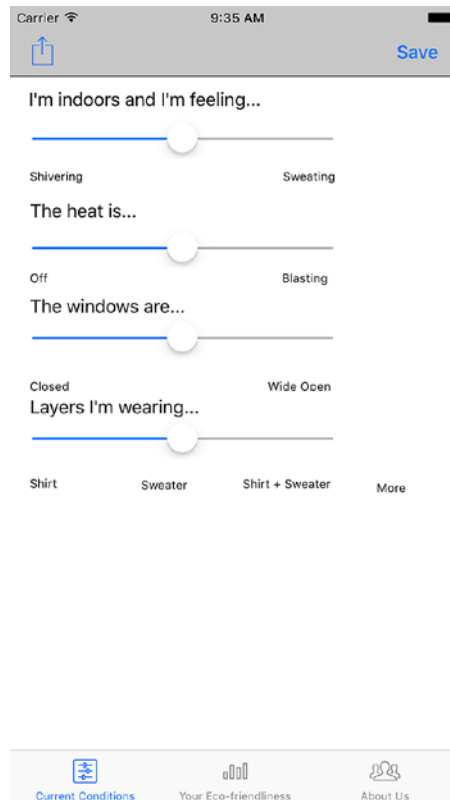 Carrier 9:35 AM
Save
I'm indoors and I'm feeling...
Shivering Sweating
The heat is...
Off Blasting
The windows are...
Closed Wide Open
Layers I'm wearing...
Shirt Sweater Shirt + Sweater More
Current Conditions Your Eco-friendliness About Us